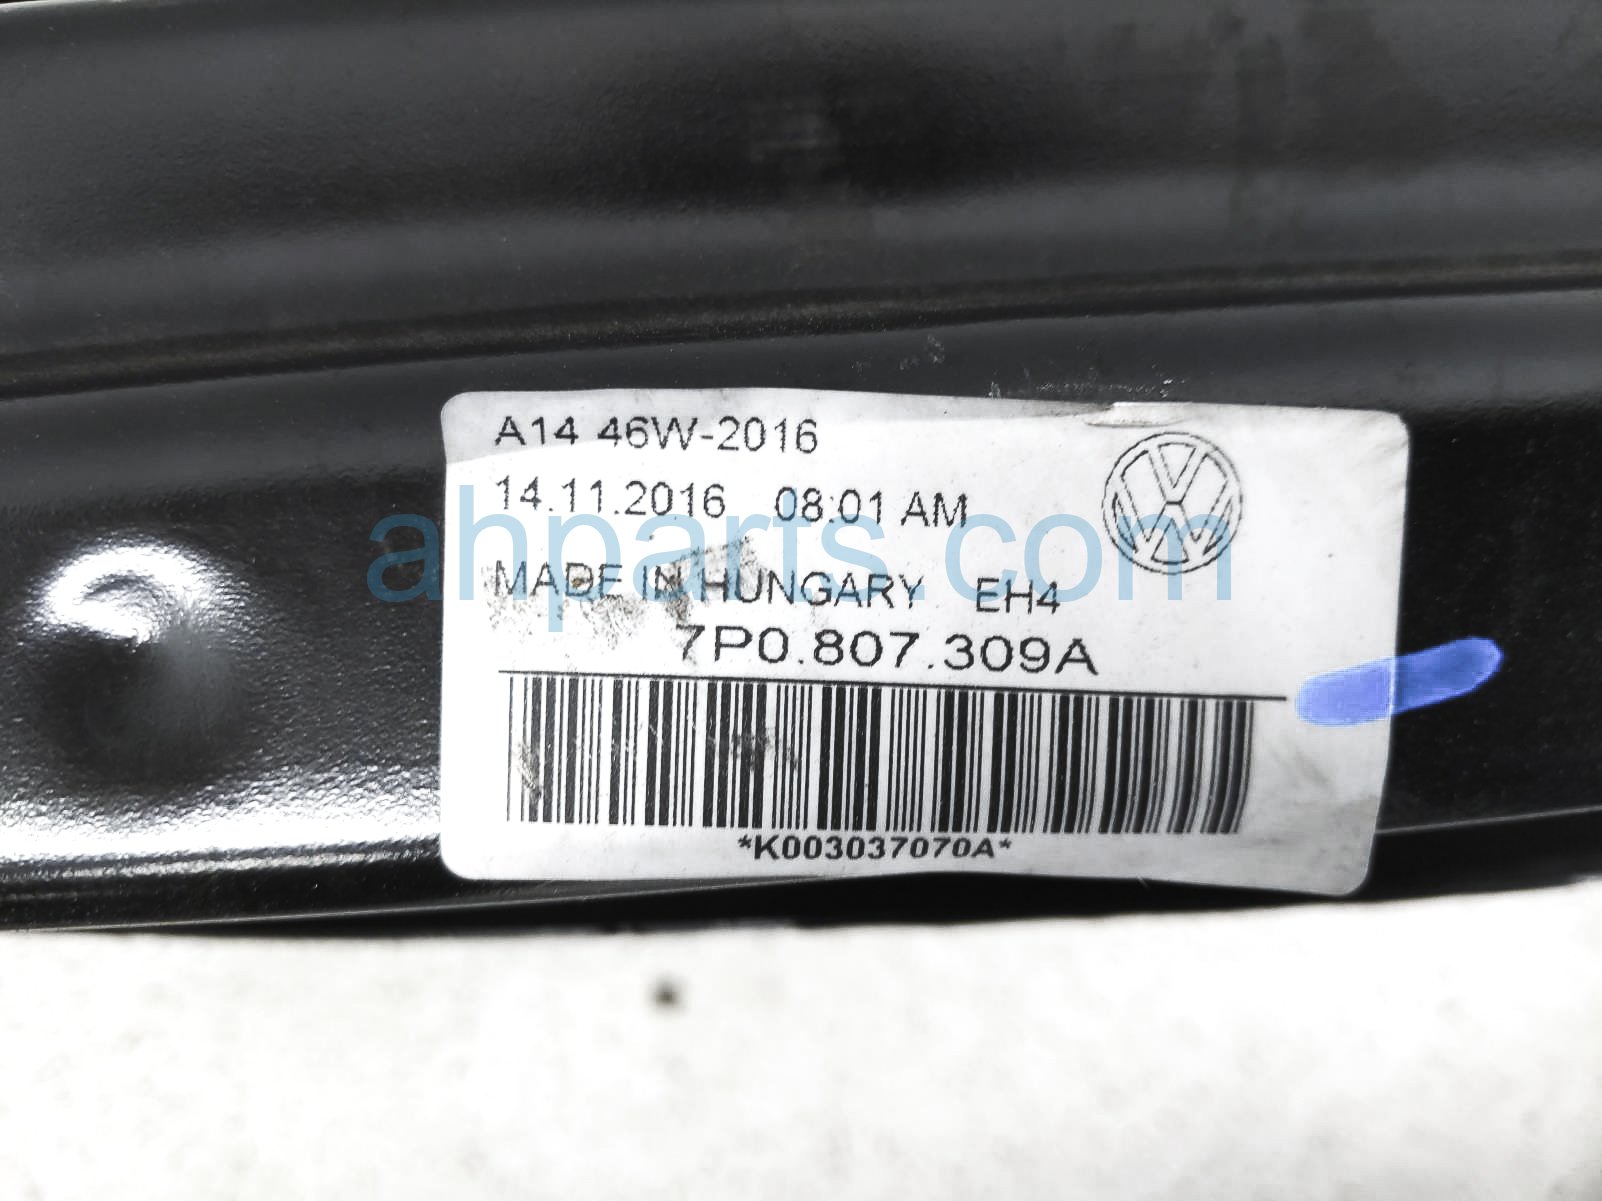 A14 46W-2016
14.11.2016 08:01 AM
MADE IN HUNGARY EH4
7P0.807.309A
*K003037070A*
ahparts.com